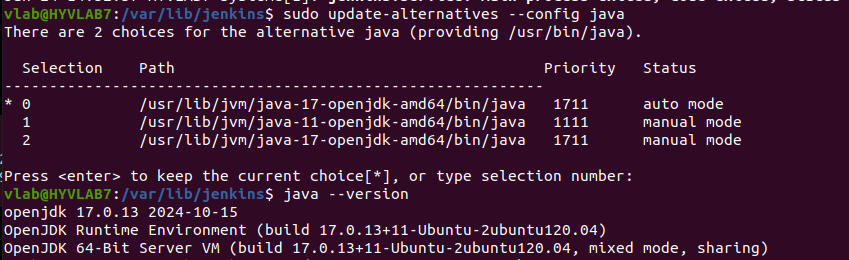 vlab@HYVLAB7:/var/lib/jenkins$ sudo update-alternatives --config java
There are 2 choices for the alternative java (providing /usr/bin/java).
Selection Path Priority Status
------------------------------------------------------------
* 0 /usr/lib/jvm/java-17-openjdk-amd64/bin/java 1711 auto mode
1 /usr/lib/jvm/java-11-openjdk-amd64/bin/java 1111 manual mode
2 /usr/lib/jvm/java-17-openjdk-amd64/bin/java 1711 manual mode
Press <enter> to keep the current choice[*], or type selection number:
vlab@HYVLAB7:/var/lib/jenkins$ java --version
openjdk 17.0.13 2024-10-15
OpenJDK Runtime Environment (build 17.0.13+11-Ubuntu-2ubuntu120.04)
OpenJDK 64-Bit Server VM (build 17.0.13+11-Ubuntu-2ubuntu120.04, mixed mode, sharing)